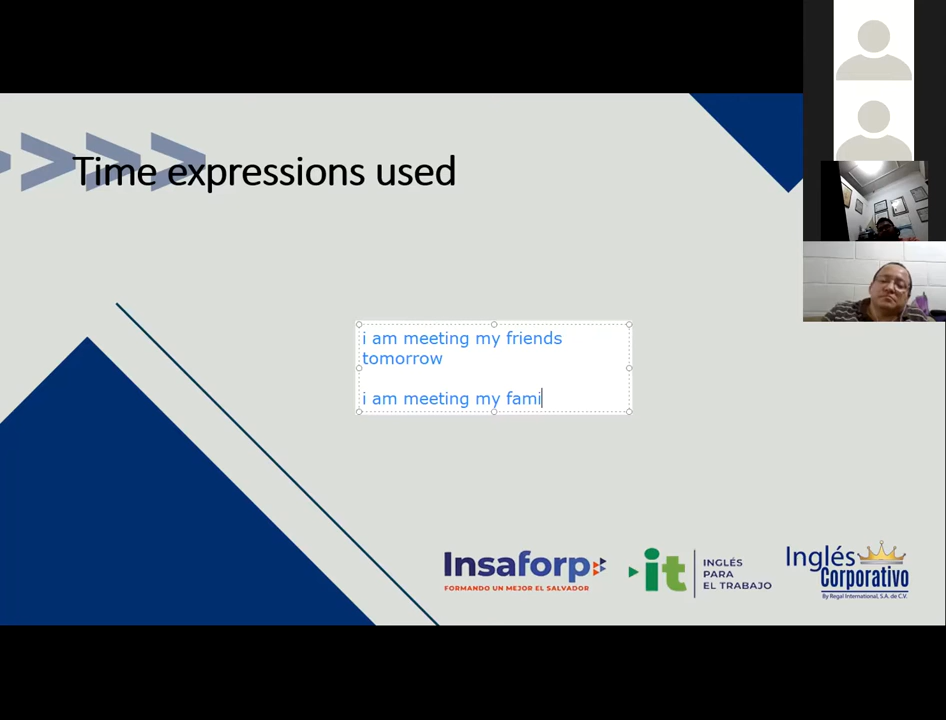 Time expressions used
i am meeting my friends
tomorrow
i am meeting my fami
Insaforp
FORMANDO UN MEJOR EL SALVADOR
it
INGLÉS
PARA
EL TRABAJO
Inglés
Corporativo
By Regal International, S.A. de C.V.